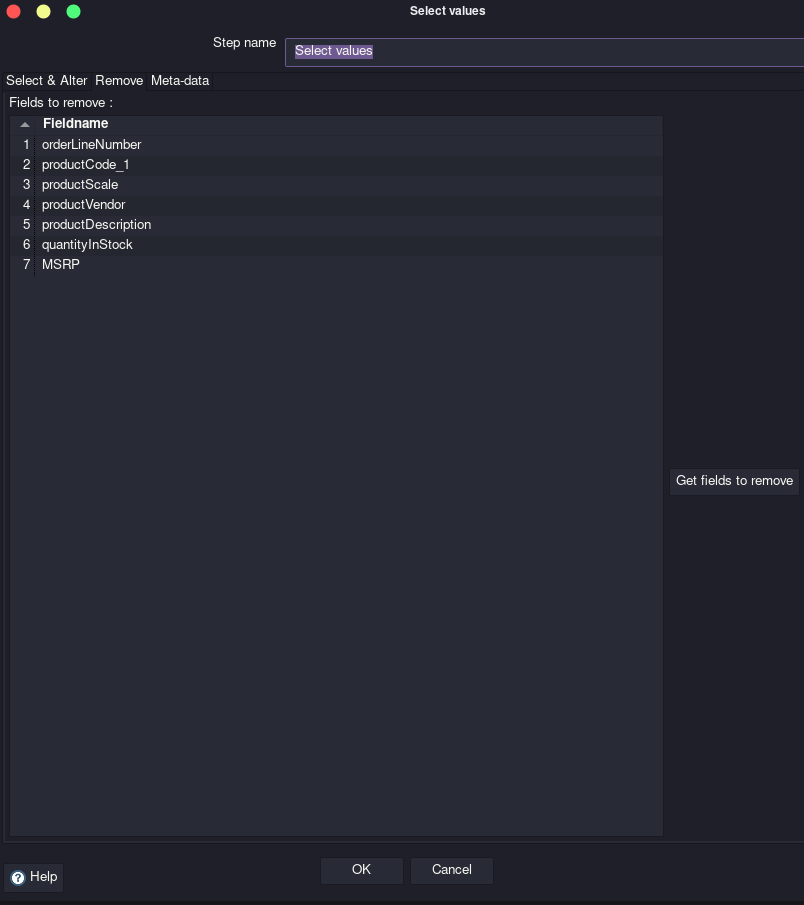 Select values
Step name Select values
Select & Alter Remove Meta-data
Fields to remove :
Fieldname
1 orderLineNumber
2 productCode_1
3 productScale
4 productVendor
5 productDescription
6 quantityInStock
7 MSRP
Get fields to remove
OK Cancel
? Help